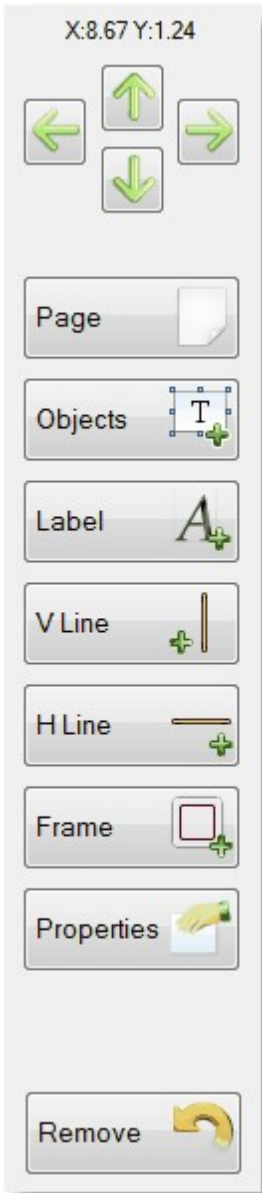 X:8.67 Y:1.24
Page
Objects
T
Label
A
V Line
H Line
Frame
Properties
Remove